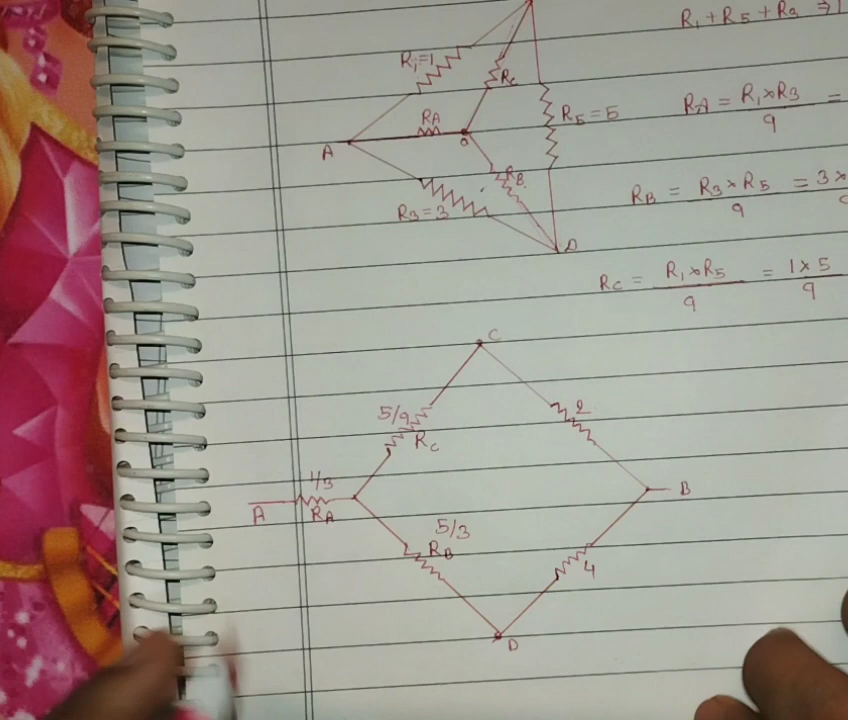 R₁ + R₅ + R₃ ⇒
R₁=1
RC
RA
R₅ = 5
RA = R₁×R₃ / 9 =
A
RB
R₃ = 3
RB = R₃×R₅ / 9 = 3×
D
RC = R₁×R₅ / 9 = 1×5 / 9
C
5/9
2
RC
1/3
B
A
RA
5/3
RB
4
D